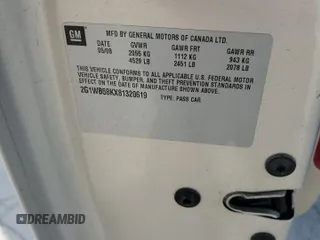 GM
MFD BY GENERAL MOTORS OF CANADA LTD.
DATE GVWR GAWR FRT GAWR RR
05/08 2055 KG 1112 KG 943 KG
4529 LB 2451 LB 2078 LB
THIS VEHICLE CONFORMS TO ALL APPLICABLE U.S. FEDERAL MOTOR
VEHICLE SAFETY, BUMPER, AND THEFT PREVENTION STANDARDS IN
EFFECT ON THE DATE OF MANUFACTURE SHOWN ABOVE.
2G1WB58KX81320619 TYPE: PASS CAR
DREAMBID